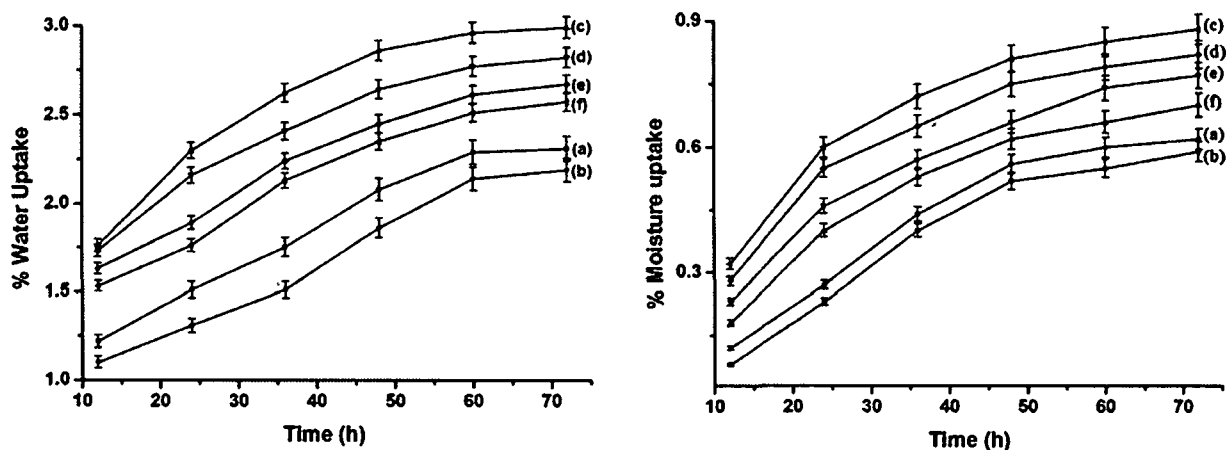 3.0
2.5
2.0
1.5
1.0
% Water Uptake
(c)
(d)
(e)
(f)
(a)
(b)
10 20 30 40 50 60 70
Time (h)
0.9
0.6
0.3
% Moisture uptake
(c)
(d)
(e)
(f)
(a)
(b)
10 20 30 40 50 60 70
Time (h)